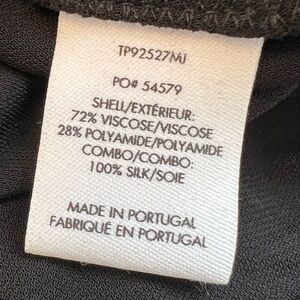 TP92527MJ
PO# 54579
SHELL/EXTÉRIEUR:
72% VISCOSE/VISCOSE
28% POLYAMIDE/POLYAMIDE
COMBO/COMBO:
100% SILK/SOIE
MADE IN PORTUGAL
FABRIQUÉ EN PORTUGAL